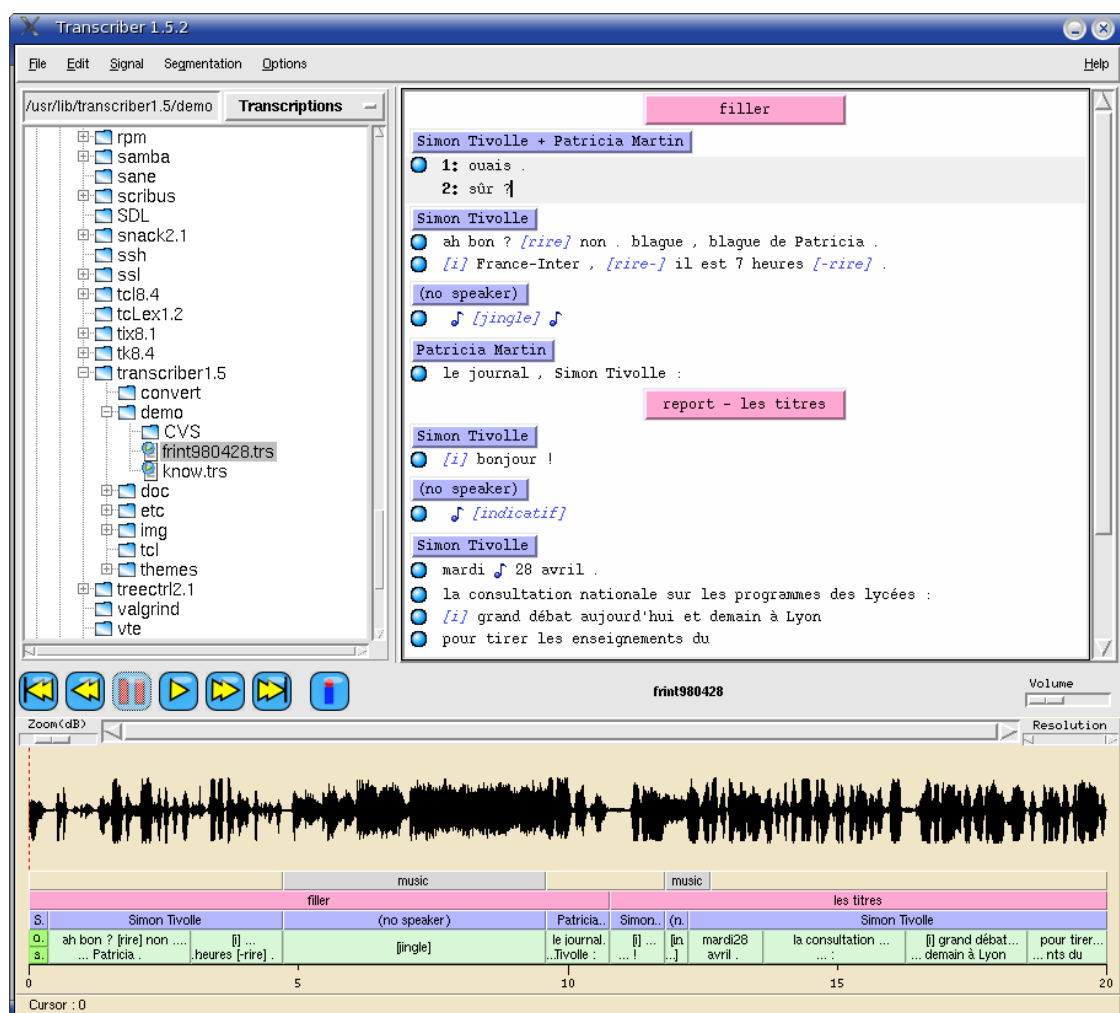 Transcriber 1.5.2
File Edit Signal Segmentation Options Help
/usr/lib/transcriber1.5/demo Transcriptions
rpm
samba
sane
scribus
SDL
snack2.1
ssh
ssl
tcl8.4
tcLex1.2
tix8.1
tk8.4
transcriber1.5
convert
demo
CVS
frint980428.trs
know.trs
doc
etc
img
tcl
themes
treectrl2.1
valgrind
vte
filler
Simon Tivolle + Patricia Martin
1: ouais .
2: sûr ?
Simon Tivolle
ah bon ? [rire] non . blague , blague de Patricia .
[i] France-Inter , [rire-] il est 7 heures [-rire] .
(no speaker)
[jingle]
Patricia Martin
le journal , Simon Tivolle :
report - les titres
Simon Tivolle
[i] bonjour !
(no speaker)
[indicatif]
Simon Tivolle
mardi 28 avril .
la consultation nationale sur les programmes des lycées :
[i] grand débat aujourd'hui et demain à Lyon
pour tirer les enseignements du
frint980428
Volume
Zoom(dB) Resolution
music music
filler les titres
S. Simon Tivolle (no speaker) Patricia.. Simon.. (n. Simon Tivolle
o. ah bon ? [rire] non .... [i] ... [jingle] le journal. [i] ... [in mardi28 la consultation ... [i] grand débat... pour tirer...
s. ... Patricia . .heures [-rire] . ...Tivolle : ... ! ...] avril . ... : ... demain à Lyon ... nts du
0 5 10 15 20
Cursor : 0